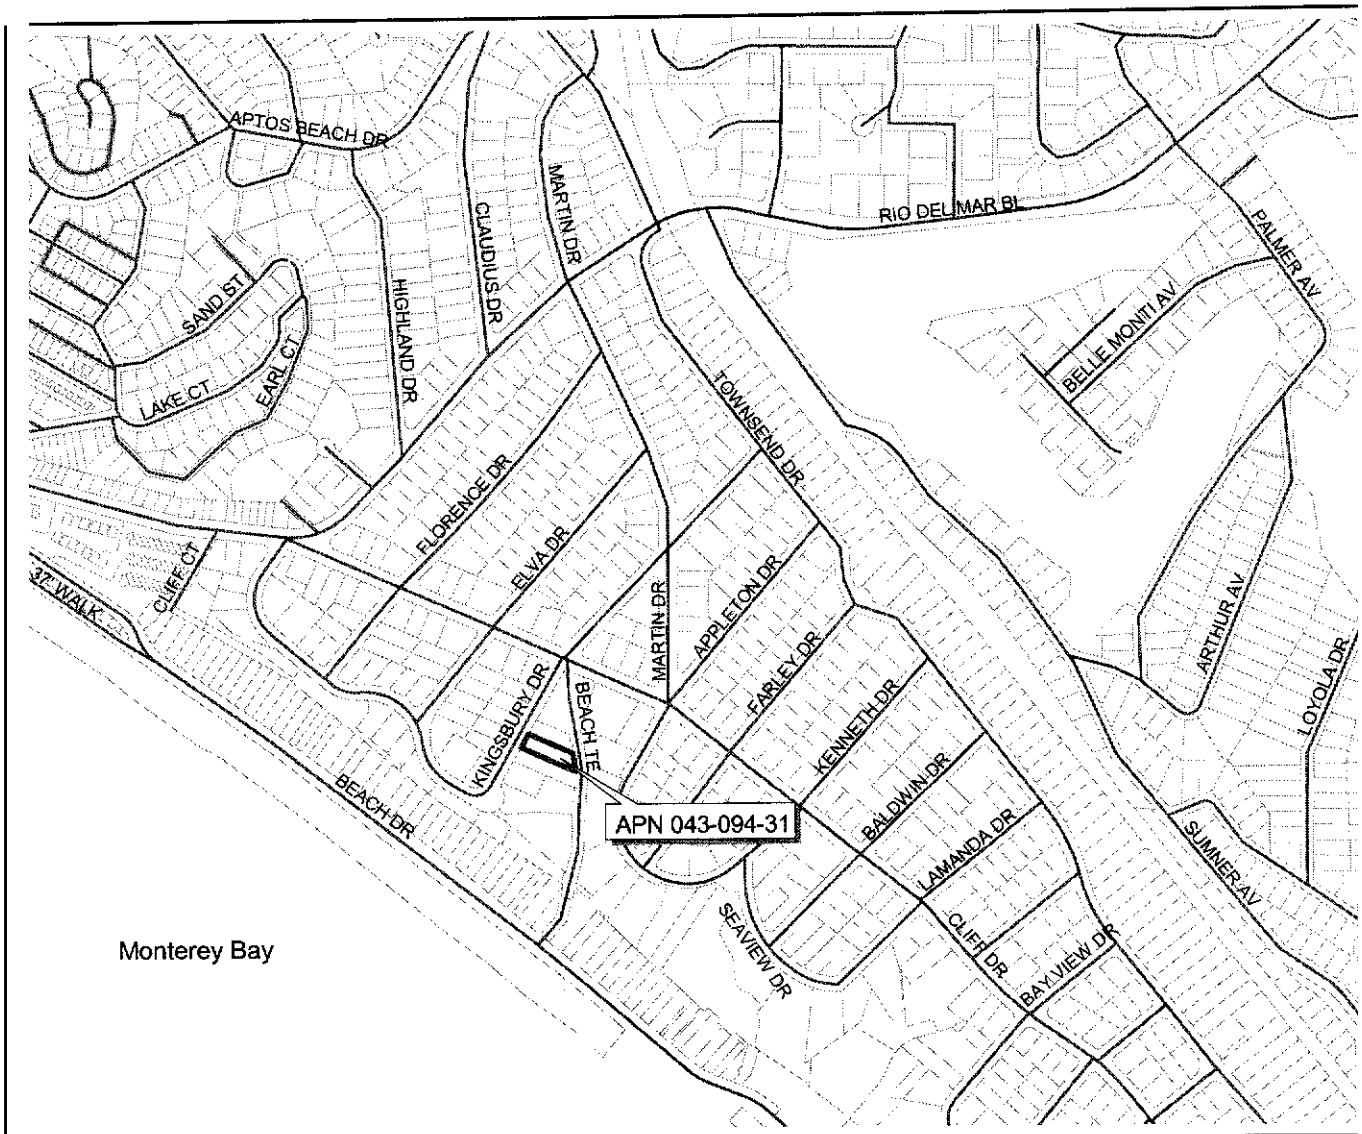 APTOS BEACH DR
MARTIN DR
CLAUDIUS DR
RIO DEL MAR BL
PALMER AV
SAND ST
HIGHLAND DR
BELLE MONITI AV
EARL CT
LAKE CT
TOWNSEND DR
FLORENCE DR
ELVA DR
CLIFF CT
37 WALK
APPLETON DR
MARTIN DR
ARTHUR AV
FARLEY DR
LOYOLA DR
KINGSBURY DR
BEACH TE
KENNETH DR
BALDWIN DR
BEACH DR
APN 043-094-31
LAMANDA DR
SUMNER AV
SEAVIEW DR
CLIFF DR
BAY VIEW DR
Monterey Bay